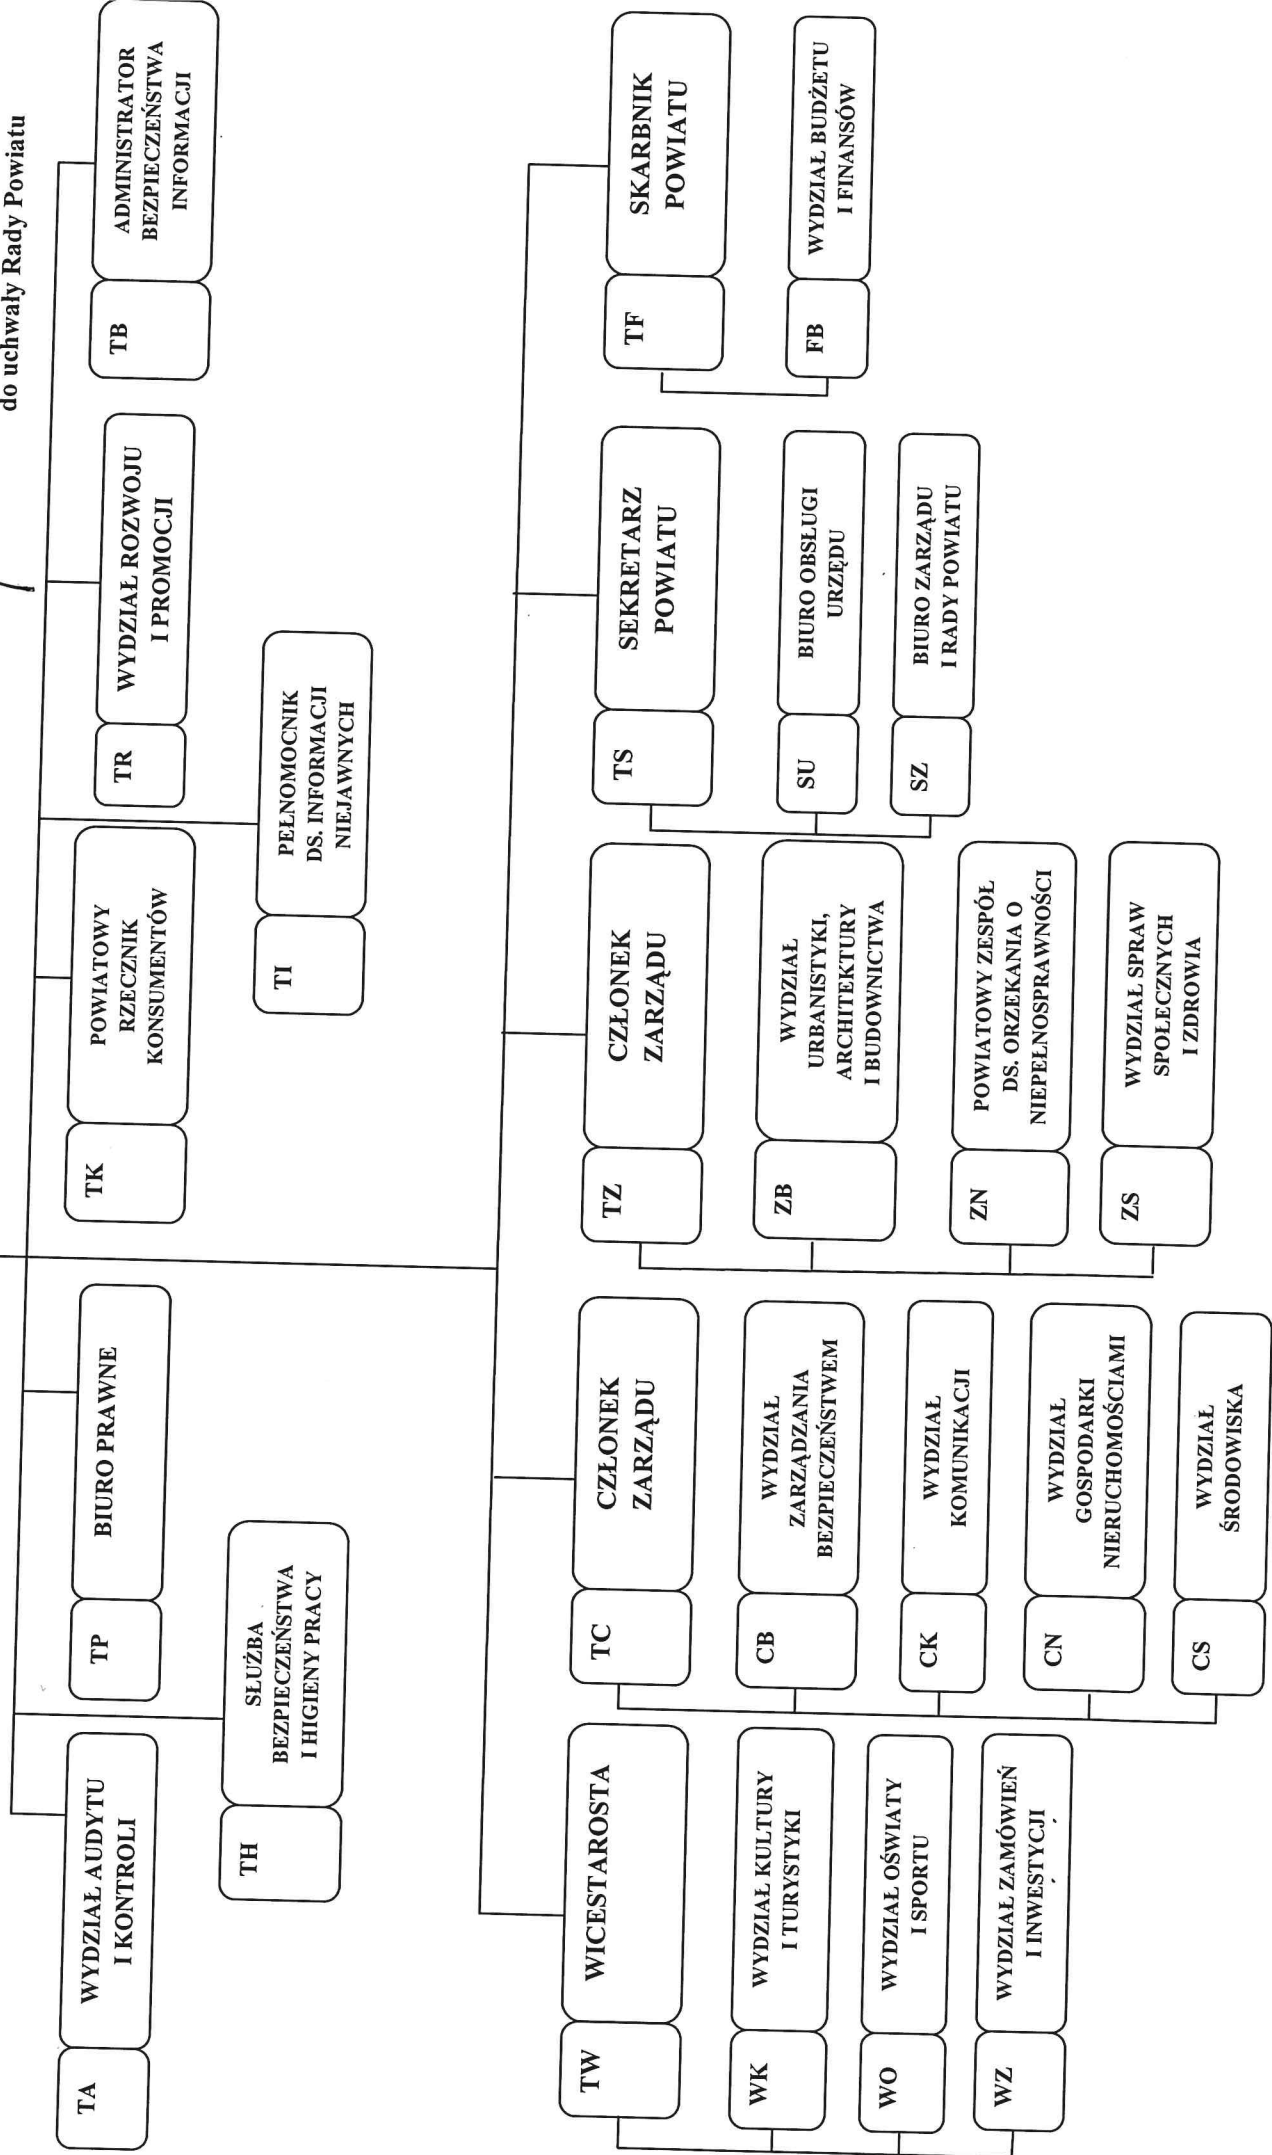 do uchwały Rady Powiatu
TA
WYDZIAŁ AUDYTU
I KONTROLI
TP
BIURO PRAWNE
TK
POWIATOWY
RZECZNIK
KONSUMENTÓW
TR
WYDZIAŁ ROZWOJU
I PROMOCJI
TB
ADMINISTRATOR
BEZPIECZEŃSTWA
INFORMACJI
TH
SŁUŻBA
BEZPIECZEŃSTWA
I HIGIENY PRACY
TI
PEŁNOMOCNIK
DS. INFORMACJI
NIEJAWNYCH
TW
WICESTAROSTA
WK
WYDZIAŁ KULTURY
I TURYSTYKI
WO
WYDZIAŁ OŚWIATY
I SPORTU
WZ
WYDZIAŁ ZAMÓWIEŃ
I INWESTYCJI
TC
CZŁONEK
ZARZĄDU
CB
WYDZIAŁ
ZARZĄDZANIA
BEZPIECZEŃSTWEM
CK
WYDZIAŁ
KOMUNIKACJI
CN
WYDZIAŁ
GOSPODARKI
NIERUCHOMOŚCIAMI
CS
WYDZIAŁ
ŚRODOWISKA
TZ
CZŁONEK
ZARZĄDU
ZB
WYDZIAŁ
URBANISTYKI,
ARCHITEKTURY
I BUDOWNICTWA
ZN
POWIATOWY ZESPÓŁ
DS. ORZEKANIA O
NIEPEŁNOSPRAWNOŚCI
ZS
WYDZIAŁ SPRAW
SPOŁECZNYCH
I ZDROWIA
TS
SEKRETARZ
POWIATU
SU
BIURO OBSŁUGI
URZĘDU
SZ
BIURO ZARZĄDU
I RADY POWIATU
TF
SKARBNIK
POWIATU
FB
WYDZIAŁ BUDŻETU
I FINANSÓW